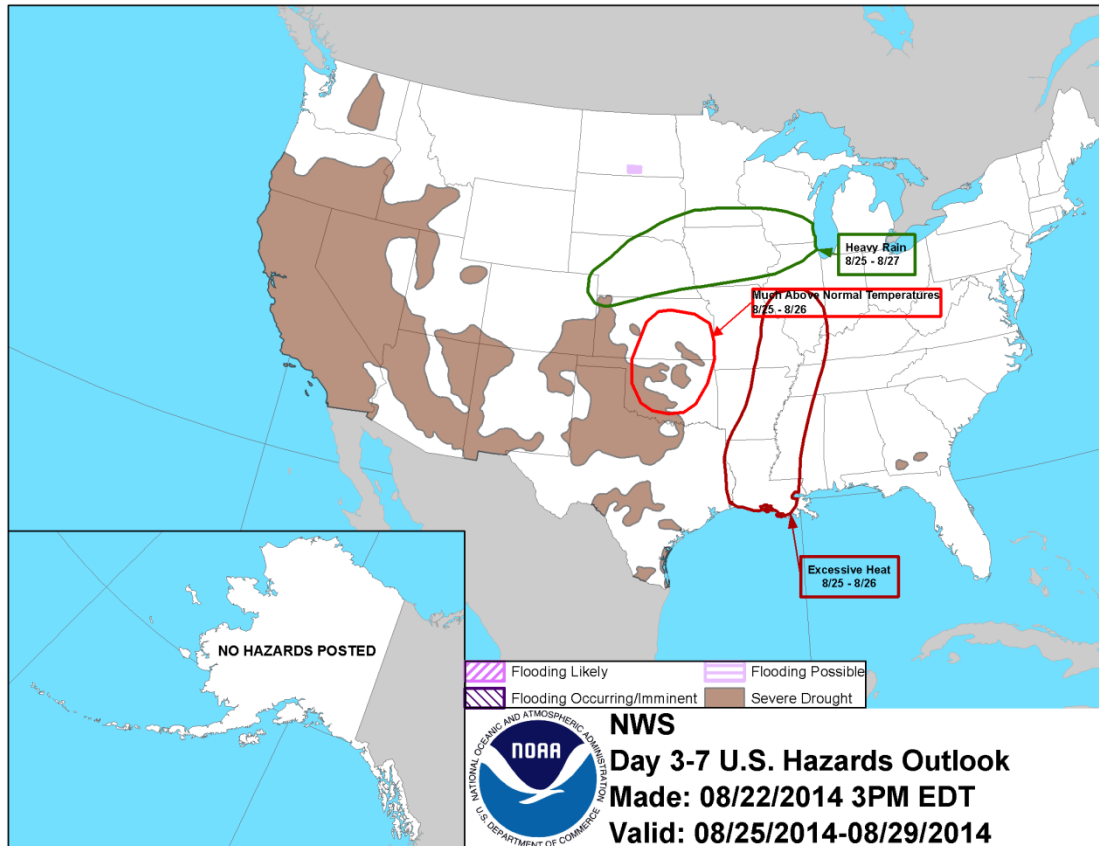 Heavy Rain
8/25 - 8/27
Much Above Normal Temperatures
8/25 - 8/26
Excessive Heat
8/25 - 8/26
NO HAZARDS POSTED
Flooding Likely
Flooding Possible
Flooding Occurring/Imminent
Severe Drought
NATIONAL OCEANIC AND ATMOSPHERIC ADMINISTRATION
NOAA
U.S. DEPARTMENT OF COMMERCE
NWS
Day 3-7 U.S. Hazards Outlook
Made: 08/22/2014 3PM EDT
Valid: 08/25/2014-08/29/2014